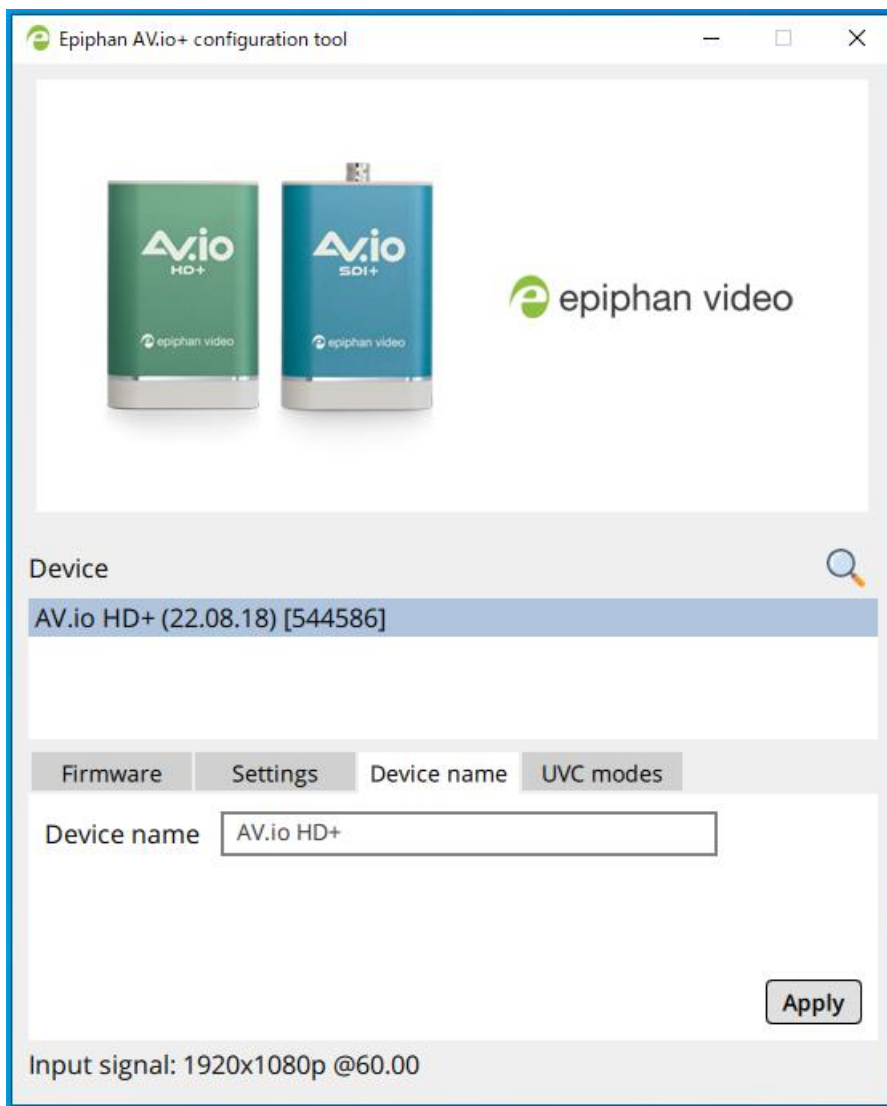 Epiphan AV.io+ configuration tool
AV.io
HD+
epiphan video
AV.io
SDI+
epiphan video
epiphan video
Device
AV.io HD+ (22.08.18) [544586]
Firmware Settings Device name UVC modes
Device name AV.io HD+
Apply
Input signal: 1920x1080p @60.00